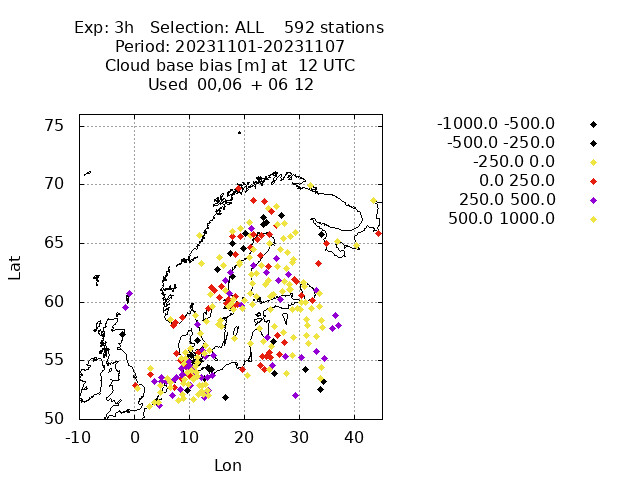 Exp: 3h Selection: ALL 592 stations
Period: 20231101-20231107
Cloud base bias [m] at 12 UTC
Used 00,06 + 06 12
-1000.0 -500.0
-500.0 -250.0
-250.0 0.0
0.0 250.0
250.0 500.0
500.0 1000.0
75
70
65
60
55
50
Lat
-10 0 10 20 30 40
Lon